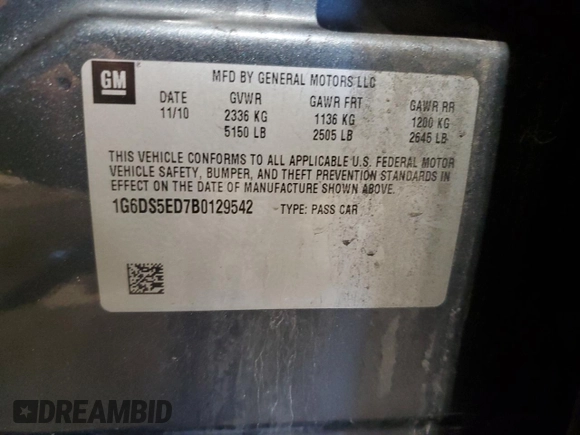 GM
MFD BY GENERAL MOTORS LLC
DATE GVWR GAWR FRT GAWR RR
11/10 2336 KG 1136 KG 1200 KG
5150 LB 2505 LB 2645 LB
THIS VEHICLE CONFORMS TO ALL APPLICABLE U.S. FEDERAL MOTOR
VEHICLE SAFETY, BUMPER, AND THEFT PREVENTION STANDARDS IN
EFFECT ON THE DATE OF MANUFACTURE SHOWN ABOVE.
1G6DS5ED7B0129542 TYPE: PASS CAR
DREAMBID